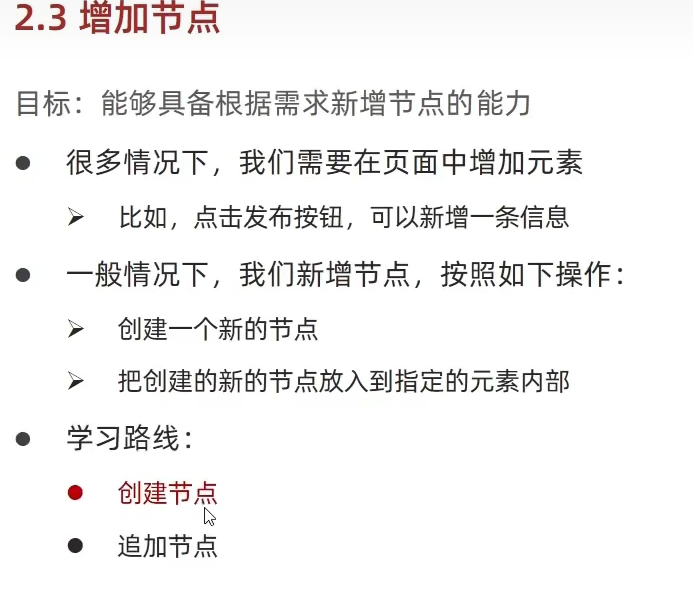 2.3 增加节点
目标：能够具备根据需求新增节点的能力
● 很多情况下，我们需要在页面中增加元素
➢ 比如，点击发布按钮，可以新增一条信息
● 一般情况下，我们新增节点，按照如下操作：
➢ 创建一个新的节点
➢ 把创建的新的节点放入到指定的元素内部
● 学习路线：
● 创建节点
● 追加节点